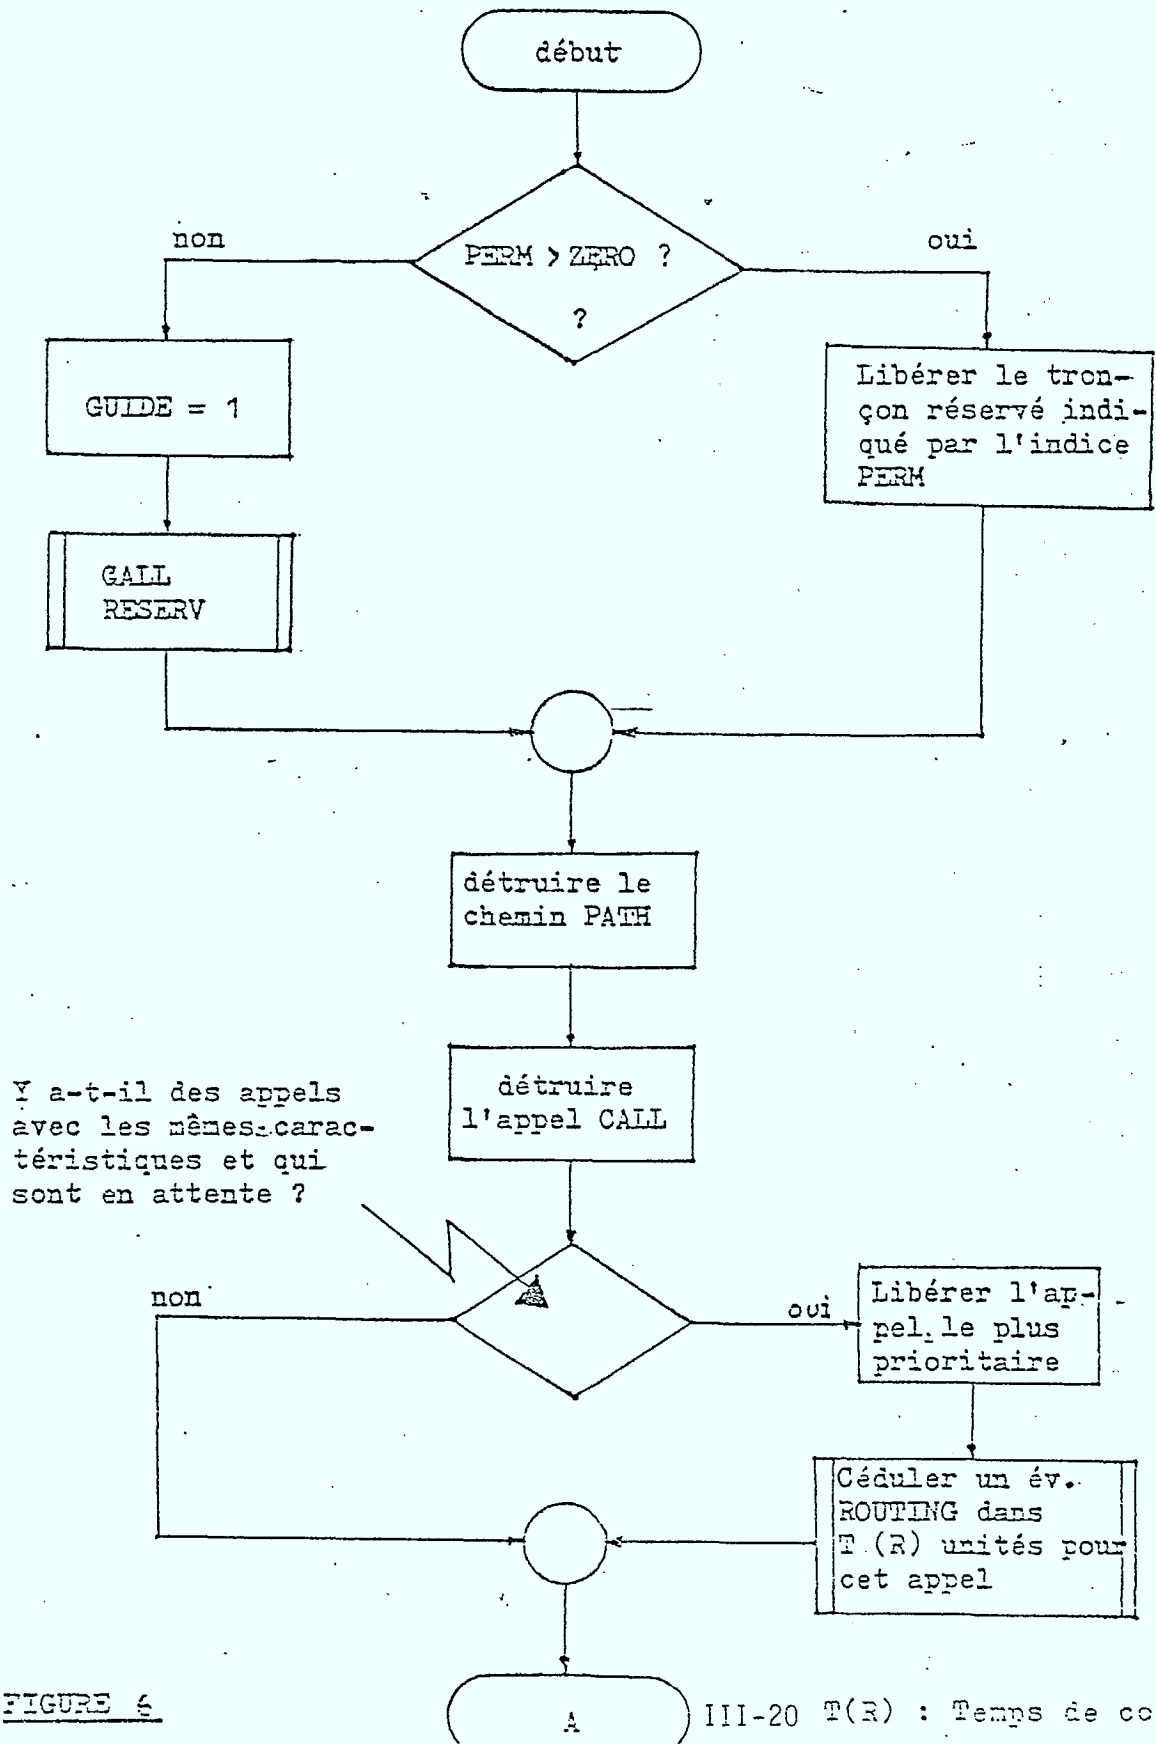 début
PERM > ZERO ?
?
non
oui
GUIDE = 1
Libérer le tron-
çon réservé indi-
qué par l'indice
PERM
CALL
RESERV
détruire le
chemin PATH
détruire
l'appel CALL
Y a-t-il des appels
avec les mêmes carac-
téristiques et qui
sont en attente ?
non
oui
Libérer l'ap-
pel le plus
prioritaire
Céduler un év.
ROUTING dans
T (R) unités pour
cet appel
A
FIGURE 6
III-20 T(R) : Temps de co